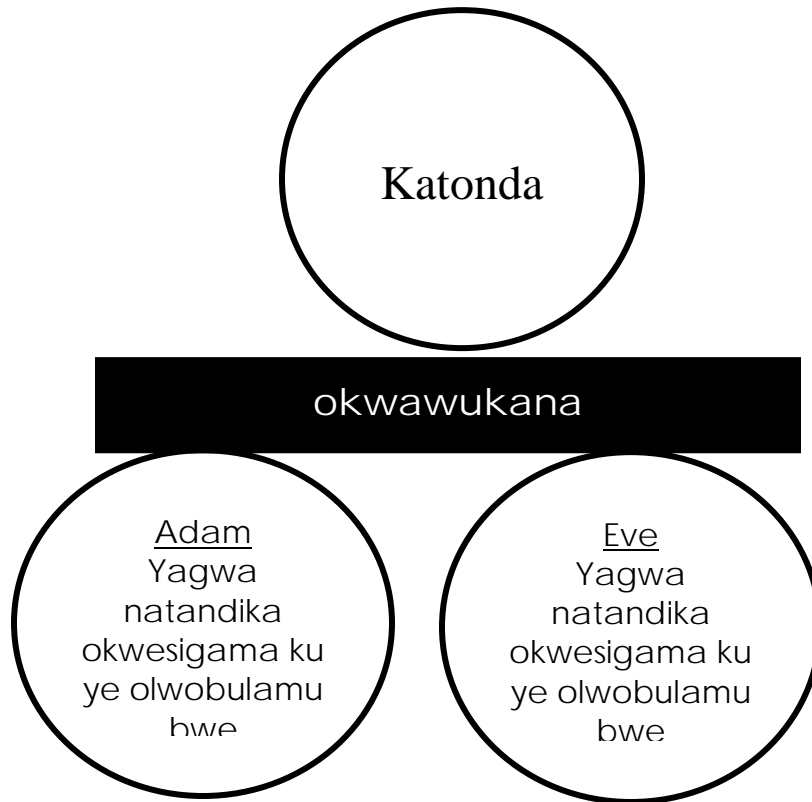 Katonda
okwawukana
Adam
Yagwa
natandika
okwesigama ku
ye olwobulamu
bwe
Eve
Yagwa
natandika
okwesigama ku
ye olwobulamu
bwe